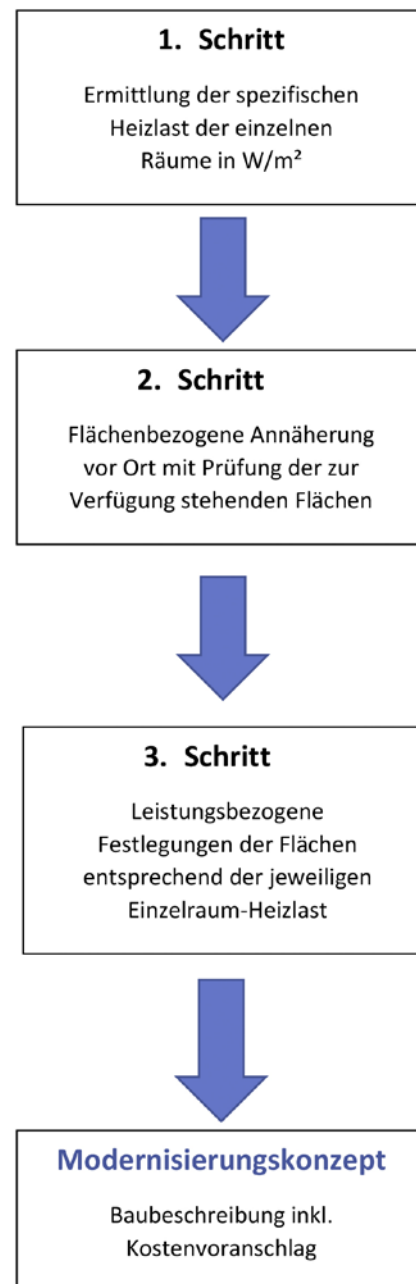 1. Schritt
Ermittlung der spezifischen
Heizlast der einzelnen
Räume in W/m²
2. Schritt
Flächenbezogene Annäherung
vor Ort mit Prüfung der zur
Verfügung stehenden Flächen
3. Schritt
Leistungsbezogene
Festlegungen der Flächen
entsprechend der jeweiligen
Einzelraum-Heizlast
Modernisierungskonzept
Baubeschreibung inkl.
Kostenvoranschlag